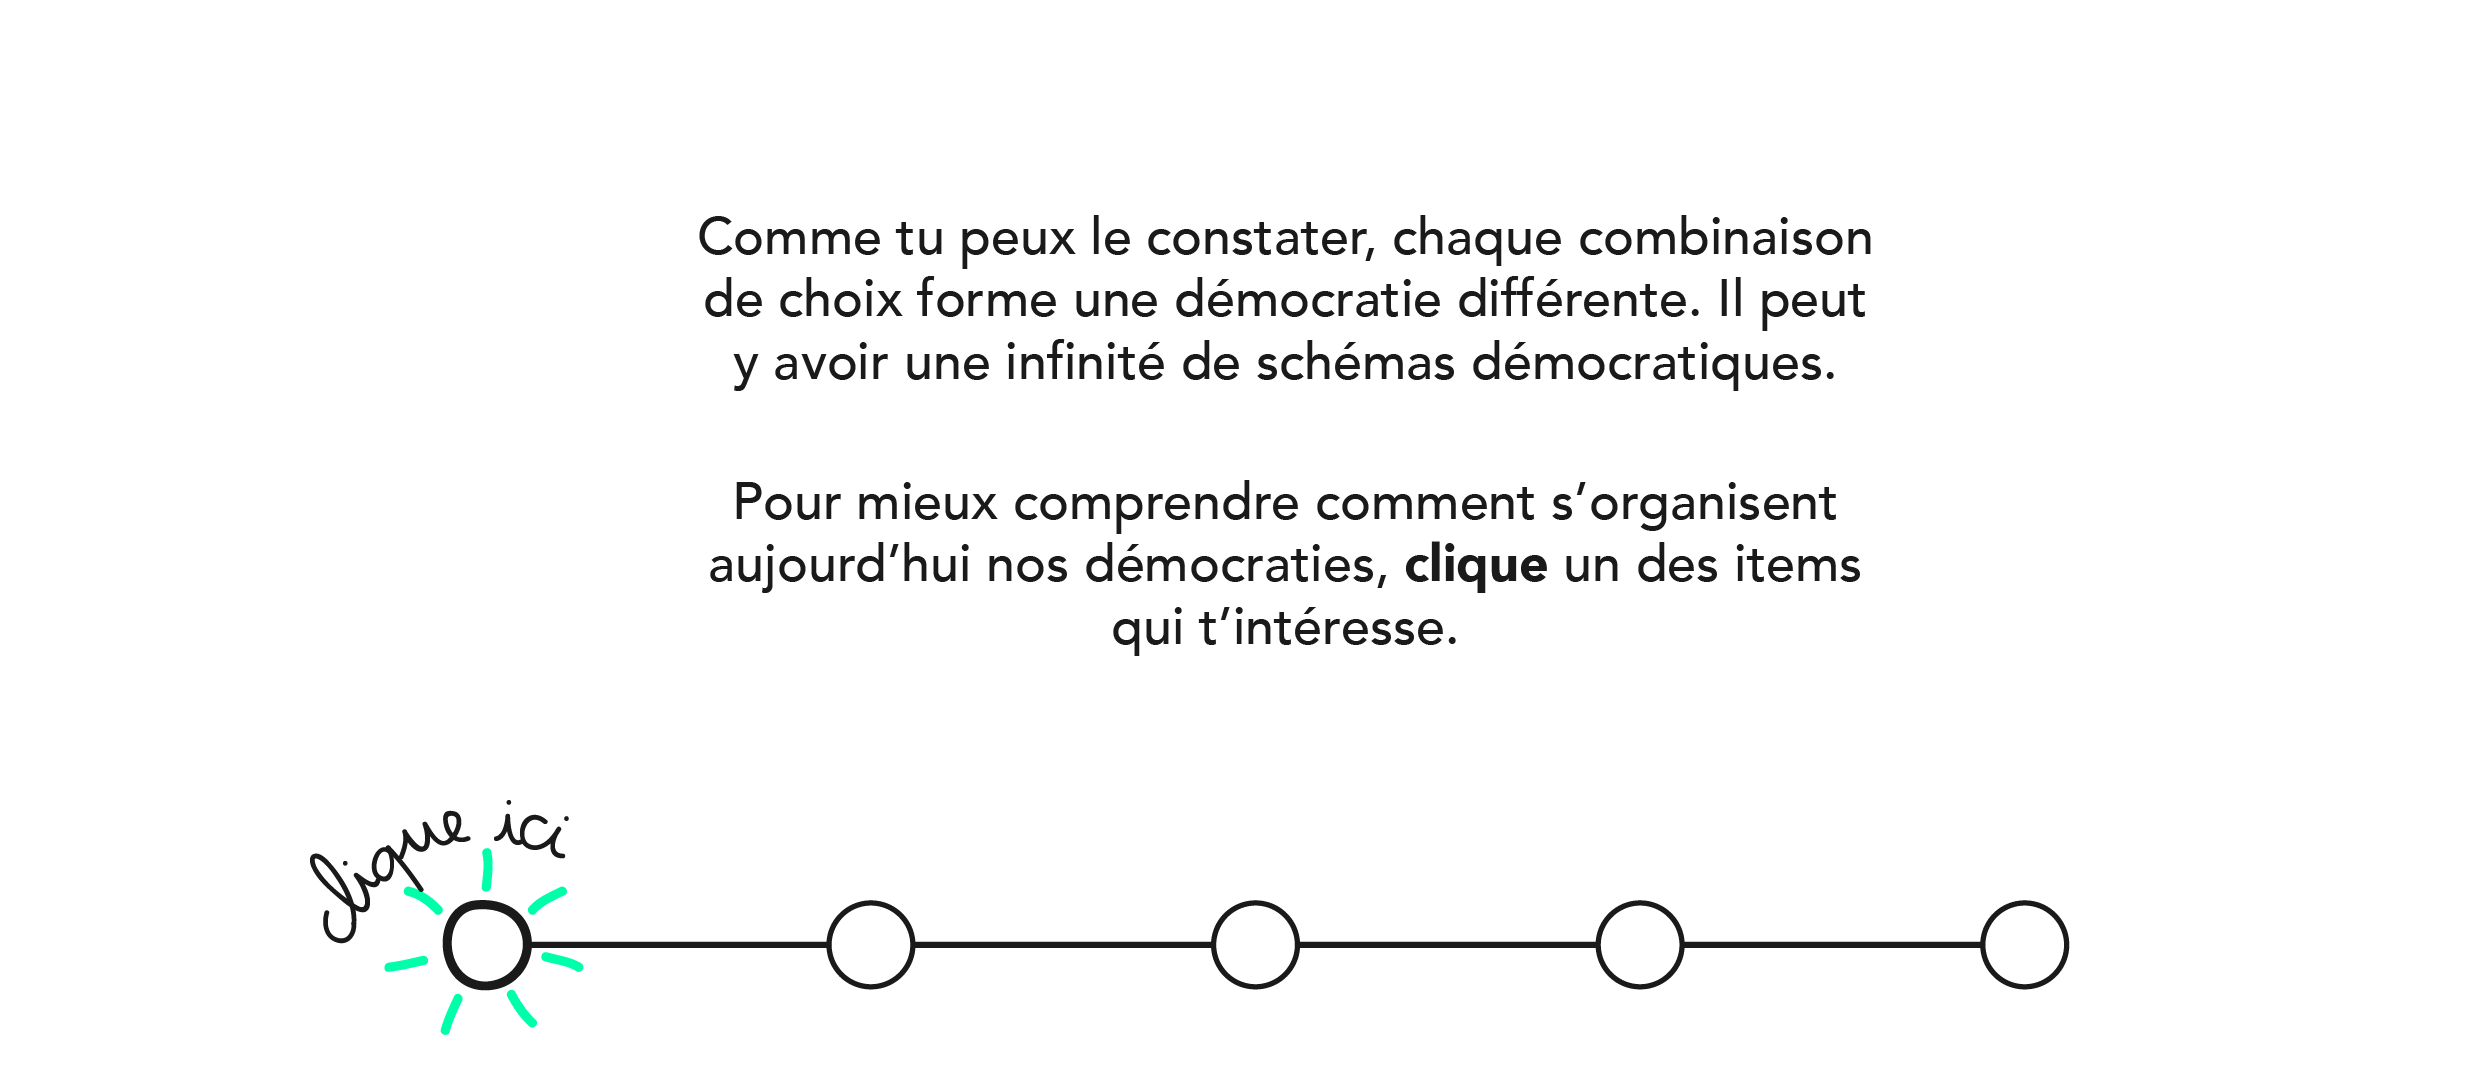 Comme tu peux le constater, chaque combinaison
de choix forme une démocratie différente. Il peut
y avoir une infinité de schémas démocratiques.
Pour mieux comprendre comment s’organisent
aujourd’hui nos démocraties, clique un des items
qui t’intéresse.
clique ici